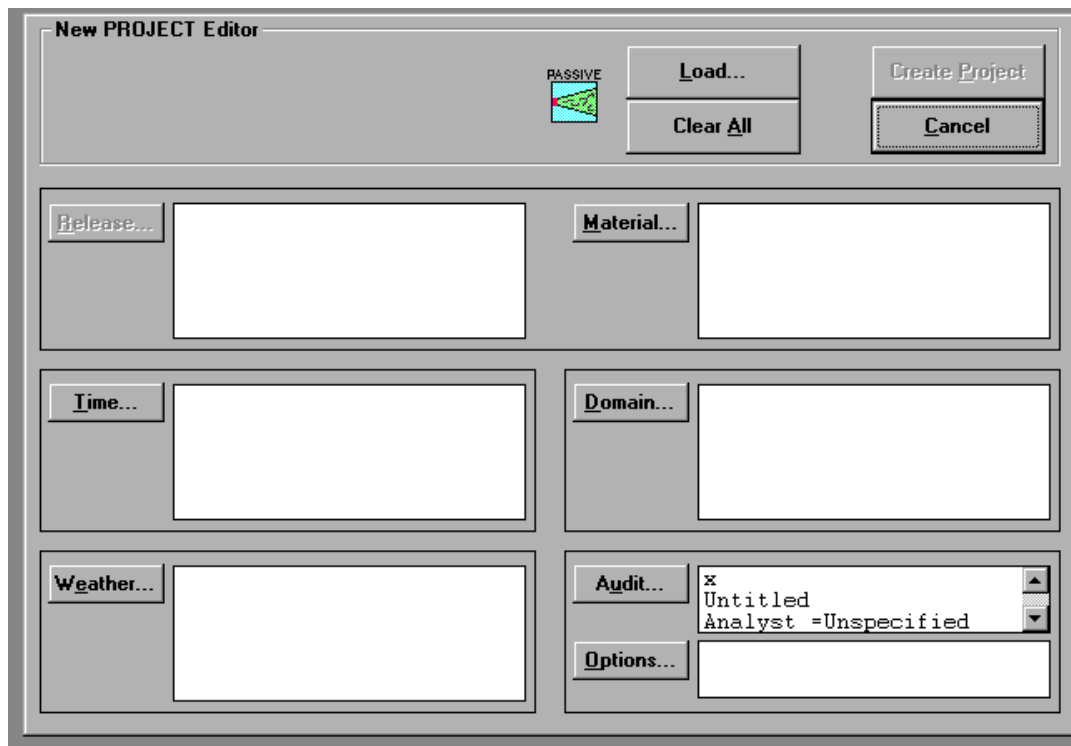 New PROJECT Editor
PASSIVE
Load...
Create Project
Clear All
Cancel
Release...
Material...
Time...
Domain...
Weather...
Audit...
x
Untitled
Analyst =Unspecified
Options...